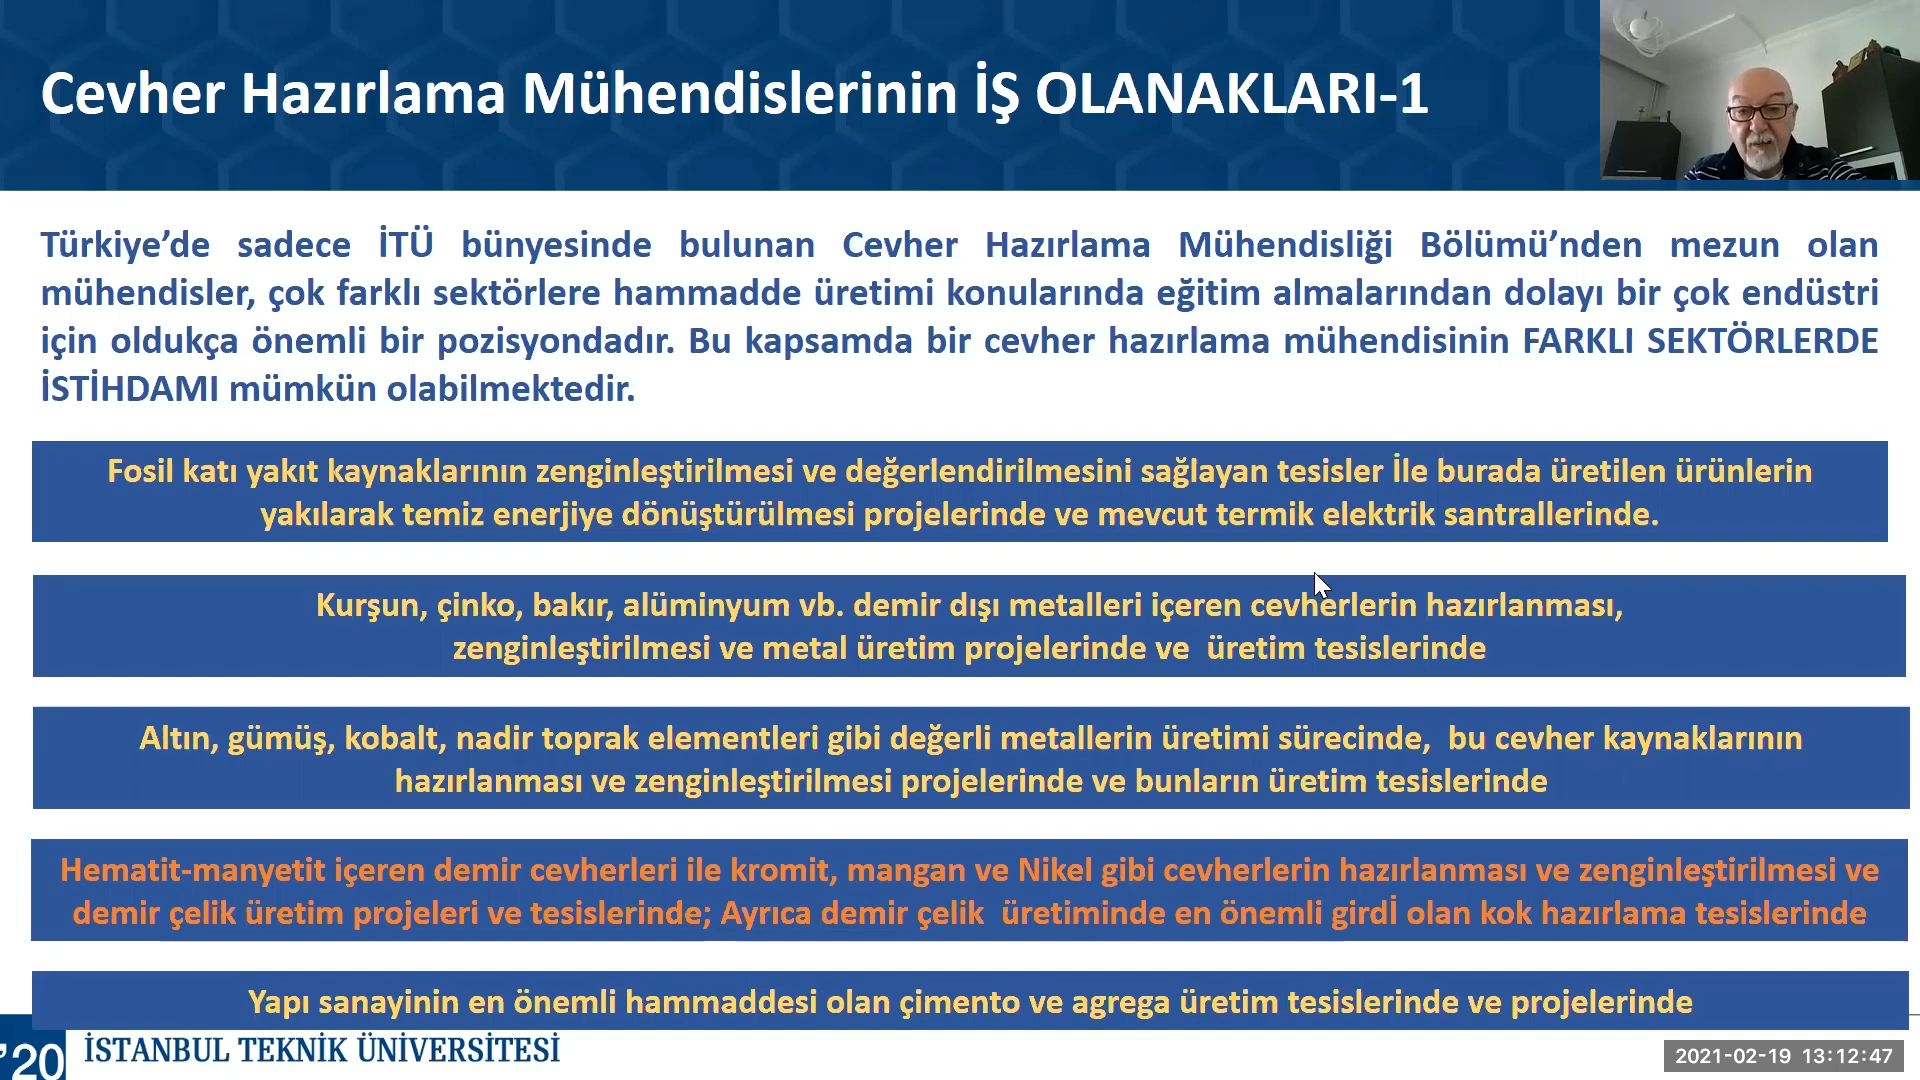 Cevher Hazırlama Mühendislerinin İŞ OLANAKLARI-1
Türkiye’de sadece İTÜ bünyesinde bulunan Cevher Hazırlama Mühendisliği Bölümü’nden mezun olan
mühendisler, çok farklı sektörlere hammadde üretimi konularında eğitim almalarından dolayı bir çok endüstri
için oldukça önemli bir pozisyondadır. Bu kapsamda bir cevher hazırlama mühendisinin FARKLI SEKTÖRLERDE
İSTİHDAMI mümkün olabilmektedir.
Fosil katı yakıt kaynaklarının zenginleştirilmesi ve değerlendirilmesini sağlayan tesisler İle burada üretilen ürünlerin
yakılarak temiz enerjiye dönüştürülmesi projelerinde ve mevcut termik elektrik santrallerinde.
Kurşun, çinko, bakır, alüminyum vb. demir dışı metalleri içeren cevherlerin hazırlanması,
zenginleştirilmesi ve metal üretim projelerinde ve  üretim tesislerinde
Altın, gümüş, kobalt, nadir toprak elementleri gibi değerli metallerin üretimi sürecinde,  bu cevher kaynaklarının
hazırlanması ve zenginleştirilmesi projelerinde ve bunların üretim tesislerinde
Hematit-manyetit içeren demir cevherleri ile kromit, mangan ve Nikel gibi cevherlerin hazırlanması ve zenginleştirilmesi ve
demir çelik üretim projeleri ve tesislerinde; Ayrıca demir çelik  üretiminde en önemli girdİ olan kok hazırlama tesislerinde
Yapı sanayinin en önemli hammaddesi olan çimento ve agrega üretim tesislerinde ve projelerinde
’20 İSTANBUL TEKNİK ÜNİVERSİTESİ
2021-02-19 13:12:47